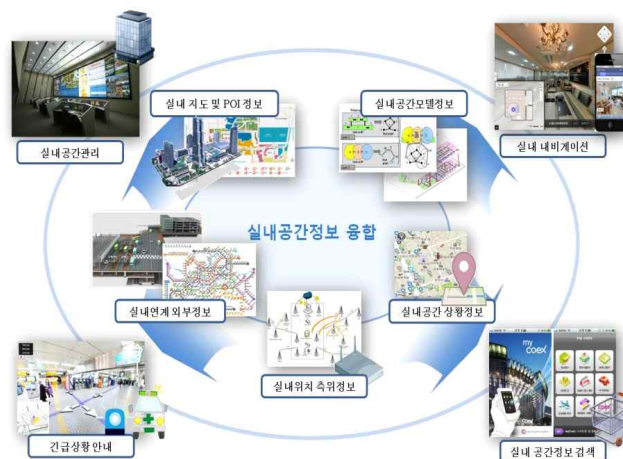 실내공간관리
실내 지도 및 POI 정보
실내공간모델정보
실내 내비게이션
실내공간정보 융합
실내연계 외부정보
실내공간 상황정보
실내위치 측위정보
긴급상황 안내
my
coex
실내 공간정보 검색